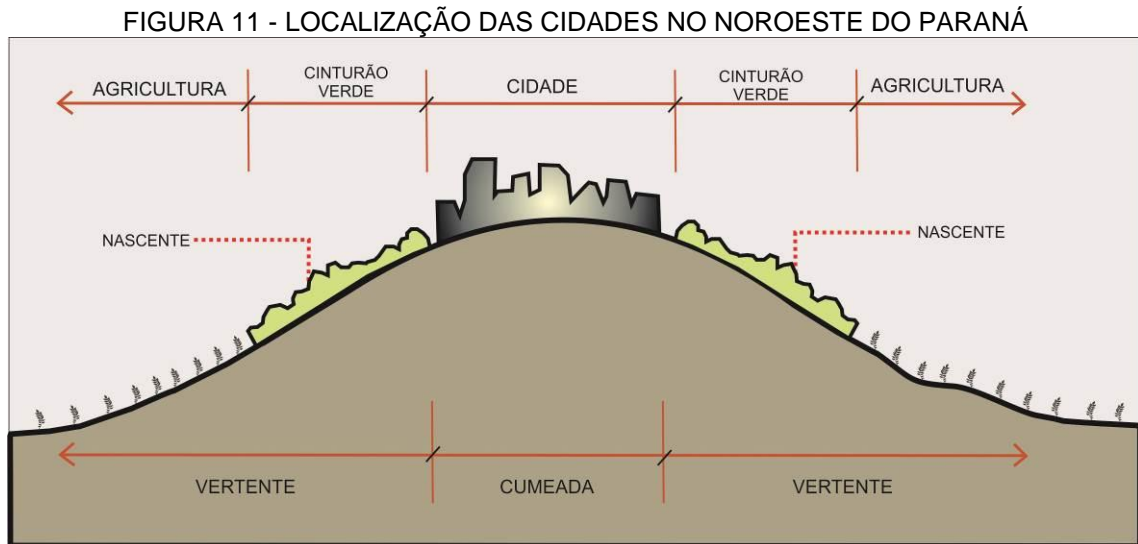 FIGURA 11 - LOCALIZAÇÃO DAS CIDADES NO NOROESTE DO PARANÁ
AGRICULTURA
CINTURÃO
VERDE
CIDADE
CINTURÃO
VERDE
AGRICULTURA
NASCENTE
NASCENTE
VERTENTE
CUMEADA
VERTENTE